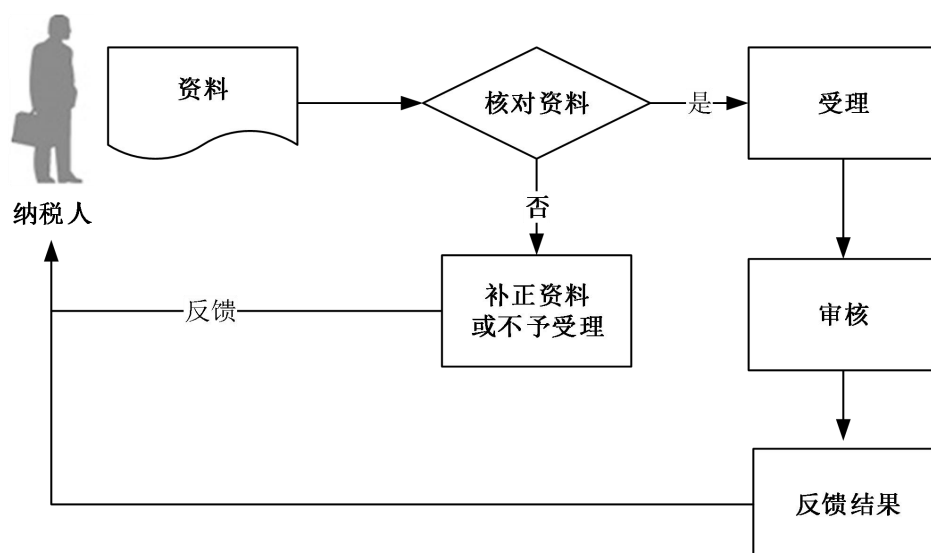 资料
核对资料
是
受理
纳税人
否
补正资料
或不予受理
反馈
审核
反馈结果